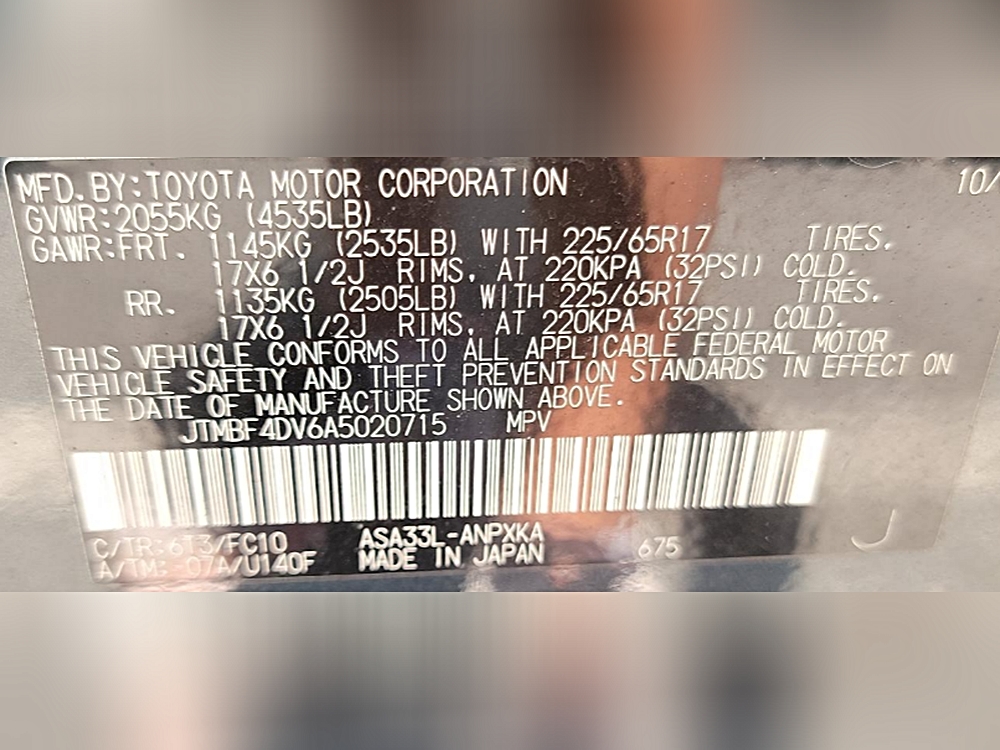 MFD.BY:TOYOTA MOTOR CORPORATION 10/
GVWR:2055KG (4535LB)
GAWR:FRT. 1145KG (2535LB) WITH 225/65R17 TIRES.
17X6 1/2J RIMS, AT 220KPA (32PSI) COLD.
RR. 1135KG (2505LB) WITH 225/65R17 TIRES.
17X6 1/2J RIMS, AT 220KPA (32PSI) COLD.
THIS VEHICLE CONFORMS TO ALL APPLICABLE FEDERAL MOTOR
VEHICLE SAFETY AND THEFT PREVENTION STANDARDS IN EFFECT ON
THE DATE OF MANUFACTURE SHOWN ABOVE.
JTMBF4DV6A5020715 MPV
C/TR:6T3/FC10 ASA33L-ANPXKA 675 J
A/TM:-07A/U140F MADE IN JAPAN